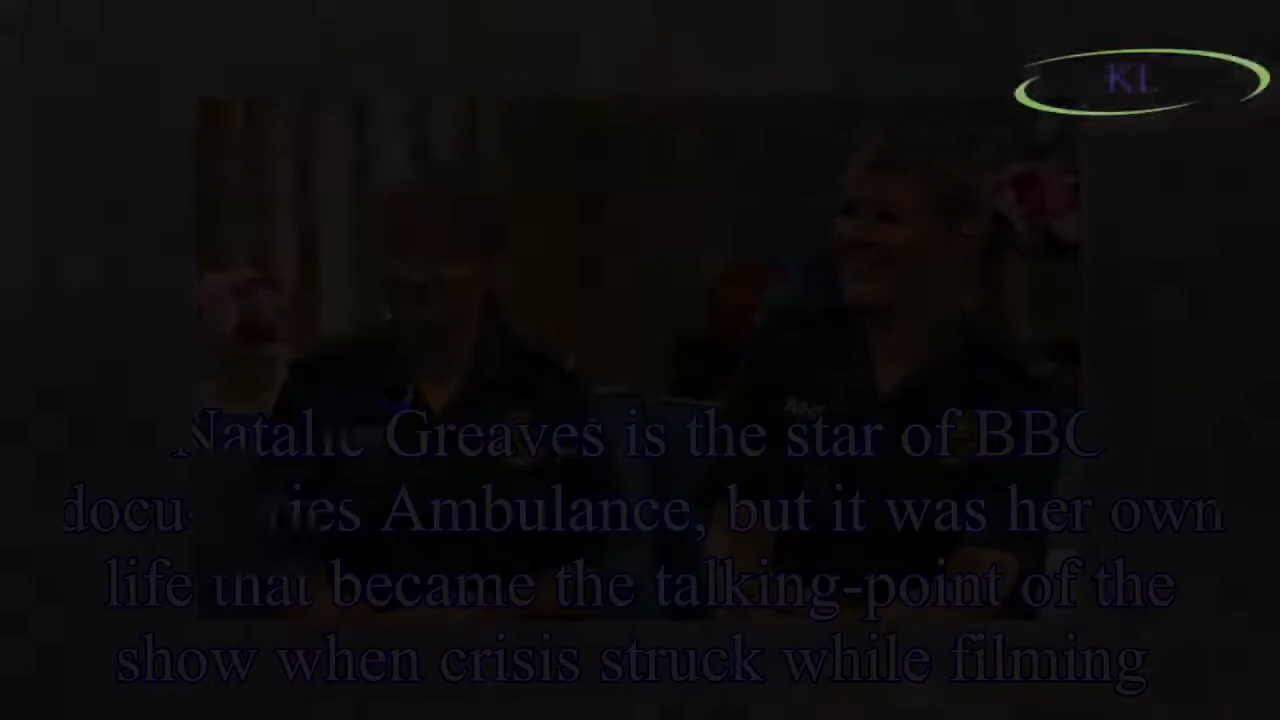 KL
Natalie Greaves is the star of BBC
docuseries Ambulance, but it was her own
life that became the talking-point of the
show when crisis struck while filming